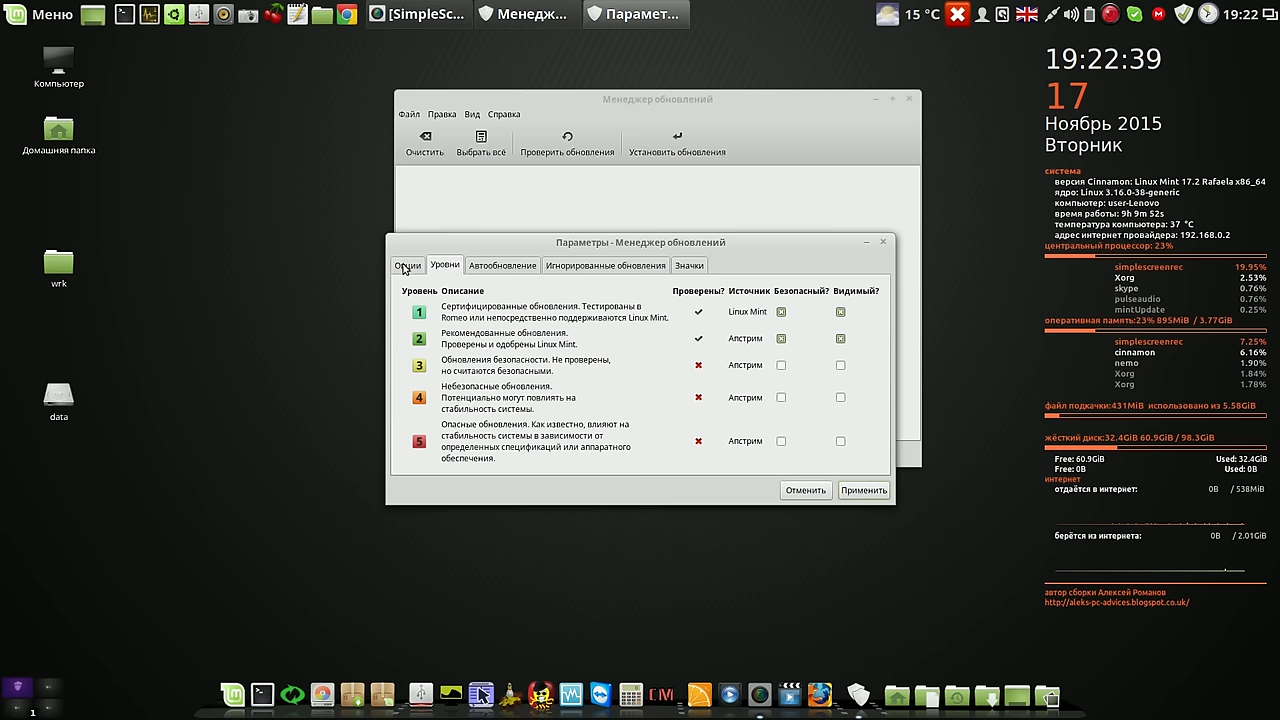 Меню
[SimpleSc...
Менедж...
Парамет...
15 °C
19:22
Компьютер
Домашняя папка
wrk
data
Менеджер обновлений
Файл Правка Вид Справка
Очистить Выбрать всё Проверить обновления Установить обновления
Параметры - Менеджер обновлений
Опции Уровни Автообновление Игнорированные обновления Значки
Уровень Описание Проверены? Источник Безопасный? Видимый?
1 Сертифицированные обновления. Тестированы в
Romeo или непосредственно поддерживаются Linux Mint.
Linux Mint
2 Рекомендованные обновления.
Проверены и одобрены Linux Mint.
Апстрим
3 Обновления безопасности. Не проверены,
но считаются безопасными.
Апстрим
4 Небезопасные обновления.
Потенциально могут повлиять на
стабильность системы.
Апстрим
5 Опасные обновления. Как известно, влияют на
стабильность системы в зависимости от
определенных спецификаций или аппаратного
обеспечения.
Апстрим
Отменить Применить
19:22:39
17
Ноябрь 2015
Вторник
система
версия Cinnamon: Linux Mint 17.2 Rafaela x86_64
ядро: Linux 3.16.0-38-generic
компьютер: user-Lenovo
время работы: 9h 9m 52s
температура компьютера: 37 °C
адрес интернет провайдера: 192.168.0.2
центральный процессор: 23%
simplescreenrec 19.95%
Xorg 2.53%
skype 0.76%
pulseaudio 0.76%
mintUpdate 0.25%
оперативная память:23% 895MiB / 3.77GiB
simplescreenrec 7.25%
cinnamon 6.16%
nemo 1.90%
Xorg 1.84%
Xorg 1.78%
файл подкачки:431MiB использовано из 5.58GiB
жёсткий диск:32.4GiB 60.9GiB / 98.3GiB
Free: 60.9GiB Used: 32.4GiB
Free: 0B Used: 0B
интернет
отдаётся в интернет: 0B / 538MiB
берётся из интернета: 0B / 2.01GiB
автор сборки Алексей Романов
http://aleks-pc-advices.blogspot.co.uk/
1